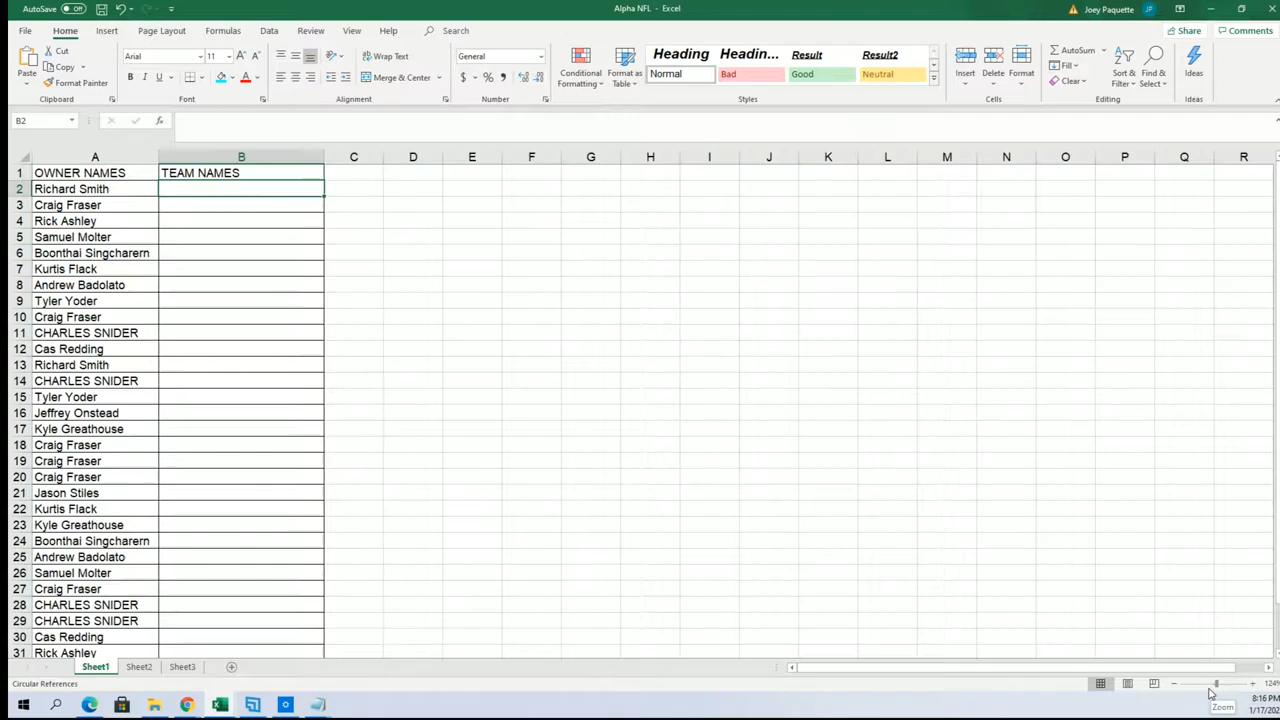 AutoSave Off Alpha NFL - Excel Joey Paquette JP
File Home Insert Page Layout Formulas Data Review View Help Search Share Comments
Paste Cut Copy Format Painter Clipboard
Arial 11 A A B I U A Font
Wrap Text Merge & Center Alignment
General $ % Number
Conditional Formatting Format as Table
Heading Headin... Result Result2
Normal Bad Good Neutral
Styles
Insert Delete Format Cells
AutoSum Fill Clear Sort & Filter Find & Select Editing
Ideas Ideas
B2 fx
A B C D E F G H I J K L M N O P Q R
1 OWNER NAMES TEAM NAMES
2 Richard Smith
3 Craig Fraser
4 Rick Ashley
5 Samuel Molter
6 Boonthai Singcharern
7 Kurtis Flack
8 Andrew Badolato
9 Tyler Yoder
10 Craig Fraser
11 CHARLES SNIDER
12 Cas Redding
13 Richard Smith
14 CHARLES SNIDER
15 Tyler Yoder
16 Jeffrey Onstead
17 Kyle Greathouse
18 Craig Fraser
19 Craig Fraser
20 Craig Fraser
21 Jason Stiles
22 Kurtis Flack
23 Kyle Greathouse
24 Boonthai Singcharern
25 Andrew Badolato
26 Samuel Molter
27 Craig Fraser
28 CHARLES SNIDER
29 CHARLES SNIDER
30 Cas Redding
31 Rick Ashley
Sheet1 Sheet2 Sheet3
Circular References 124%
Zoom
8:16 PM